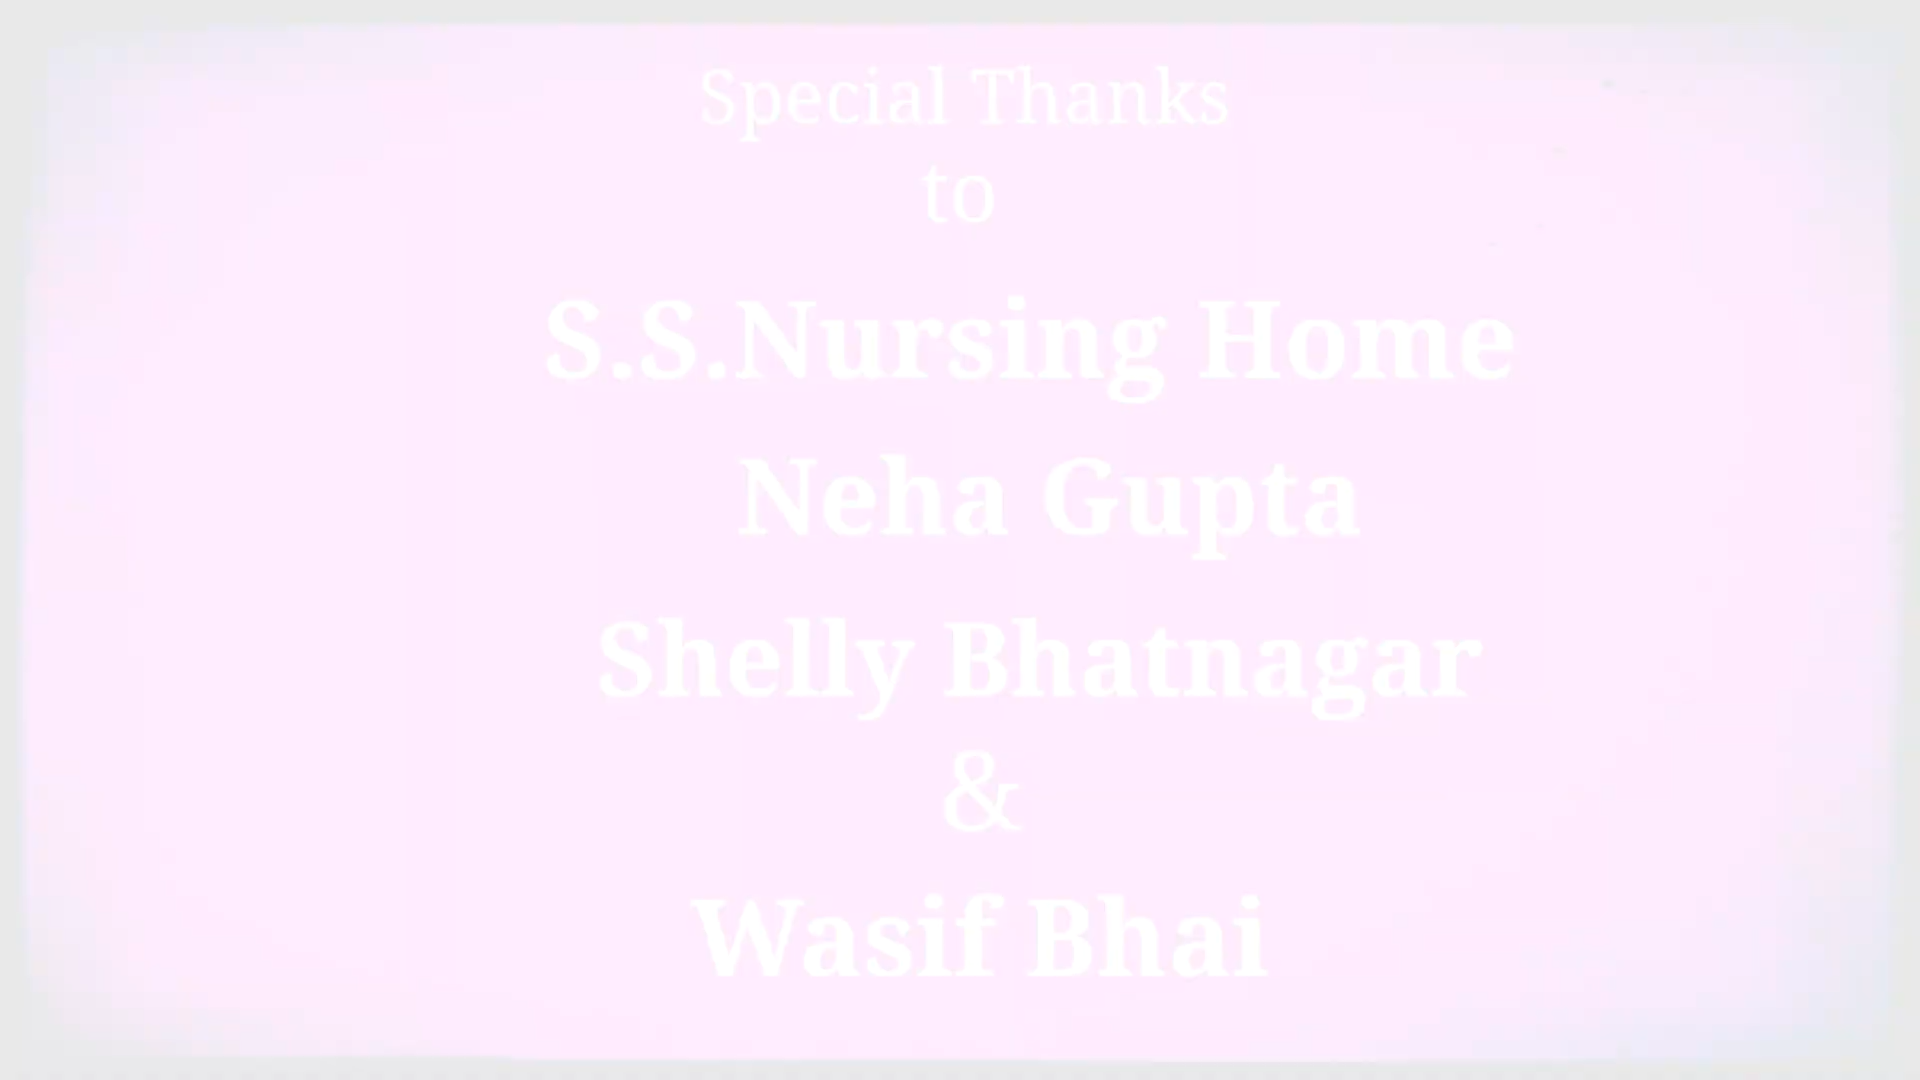 Special Thanks
to
S.S.Nursing Home
Neha Gupta
Shelly Bhatnagar
&
Wasif Bhai